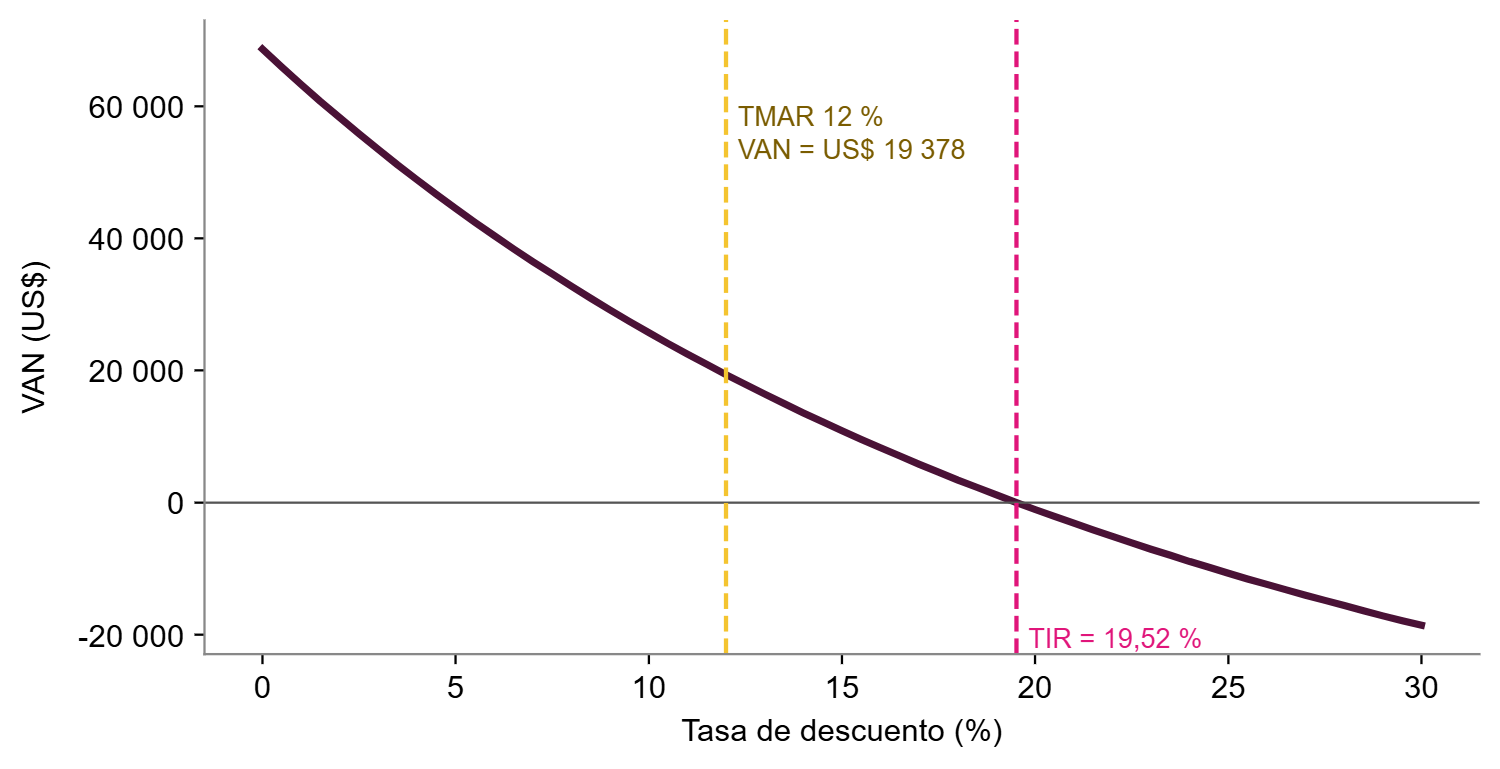 60 000
40 000
20 000
0
-20 000
VAN (US$)
TMAR 12 %
VAN = US$ 19 378
TIR = 19,52 %
0 5 10 15 20 25 30
Tasa de descuento (%)